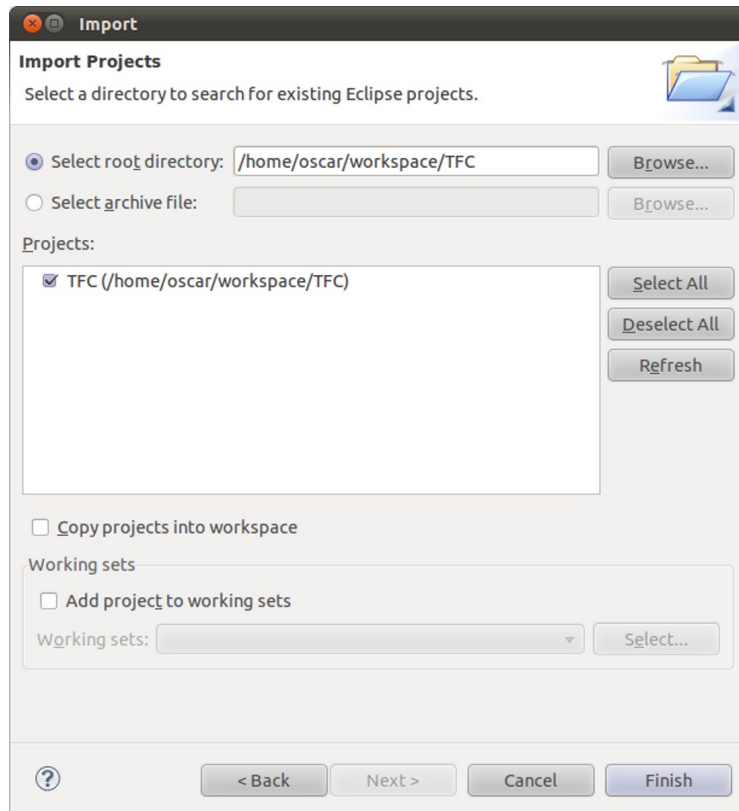 Import
Import Projects
Select a directory to search for existing Eclipse projects.
Select root directory: /home/oscar/workspace/TFC Browse...
Select archive file: Browse...
Projects:
TFC (/home/oscar/workspace/TFC)
Select All
Deselect All
Refresh
Copy projects into workspace
Working sets
Add project to working sets
Working sets: Select...
? < Back Next > Cancel Finish